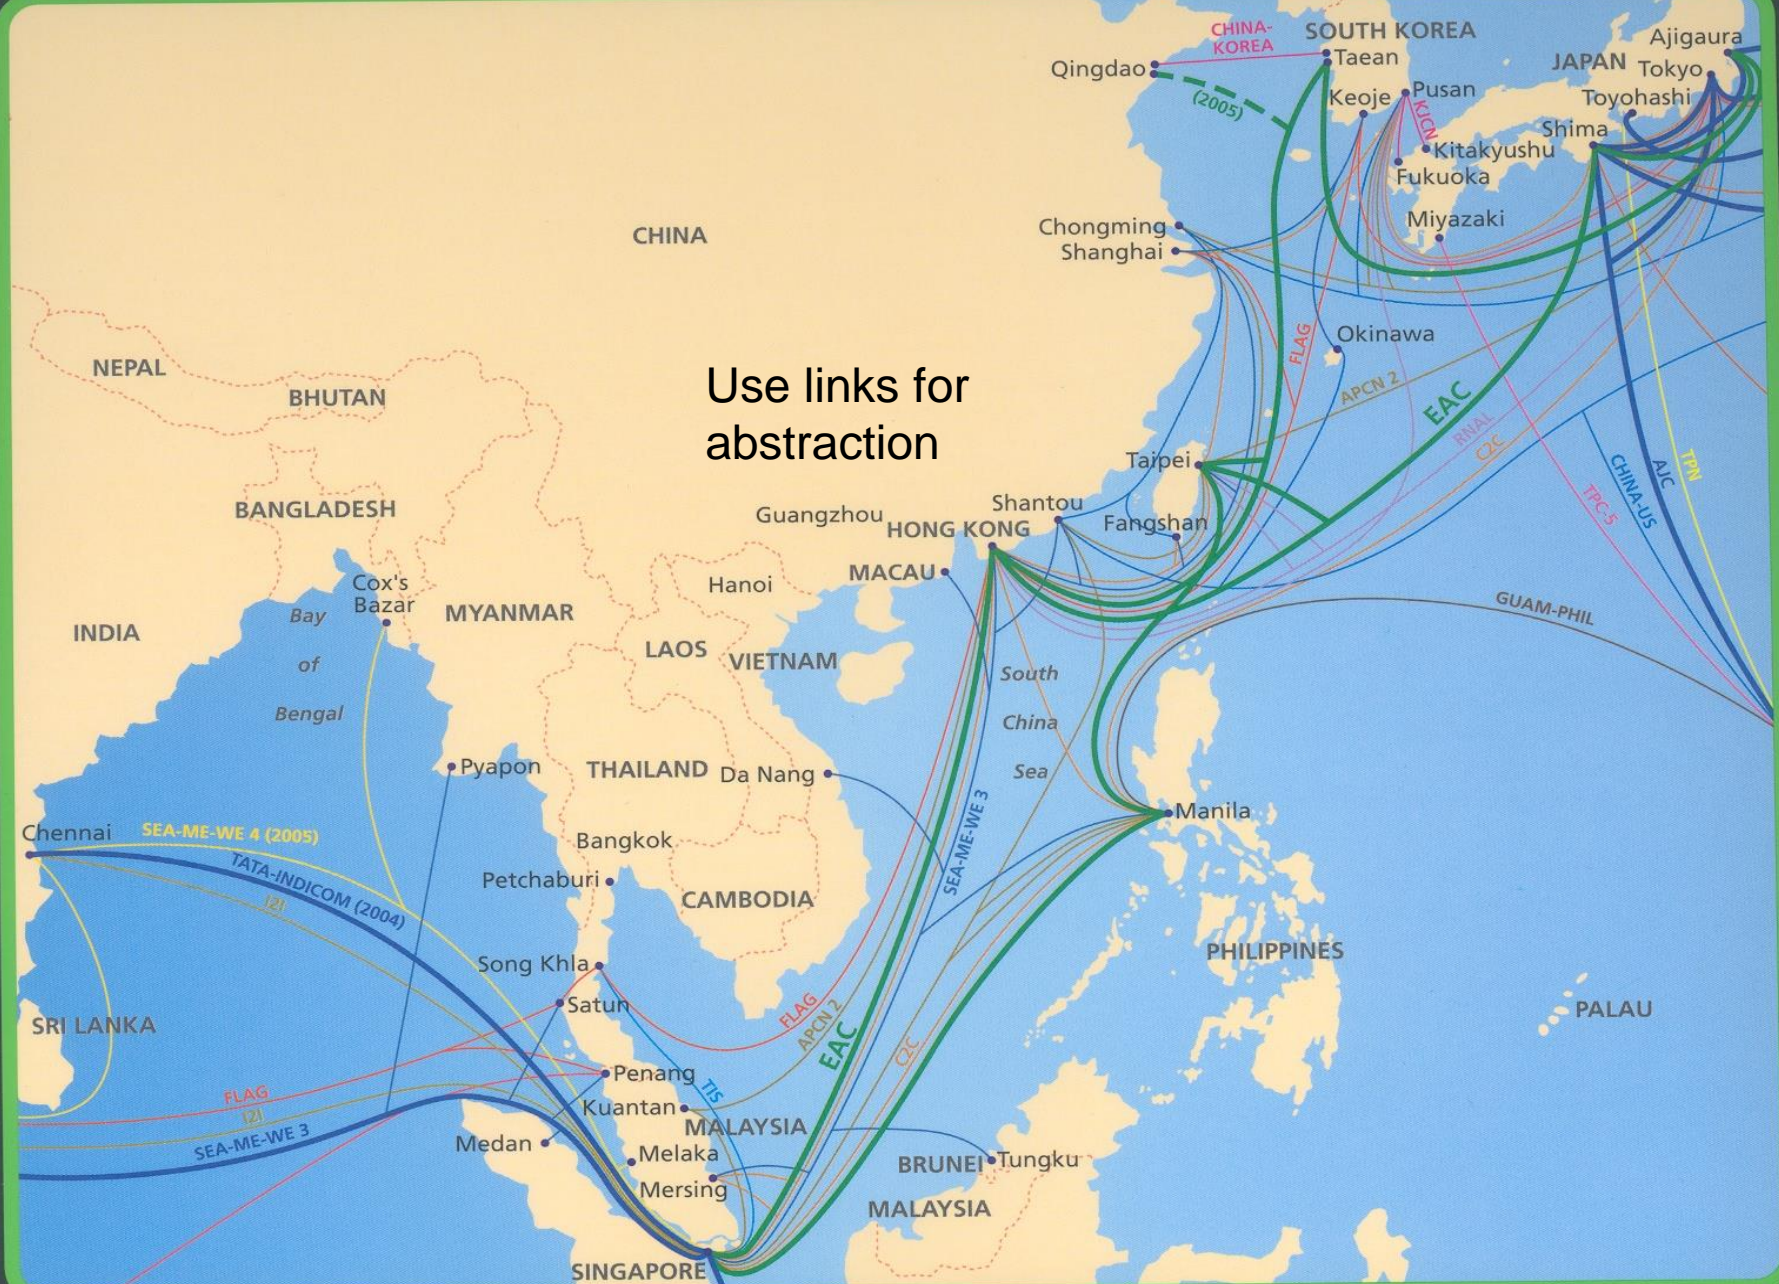 CHINA-
KOREA
SOUTH KOREA
Taean
Qingdao
(2005)
Keoje
Pusan
KJCN
Kitakyushu
Fukuoka
JAPAN
Ajigaura
Tokyo
Toyohashi
Shima
Miyazaki
Chongming
Shanghai
CHINA
NEPAL
BHUTAN
BANGLADESH
INDIA
Use links for
abstraction
FLAG
Okinawa
APCN 2
EAC
RNAL
C2C
TPC-5
CHINA-US
AJC
TPN
Taipei
Shantou
Fangshan
Guangzhou
HONG KONG
MACAU
Hanoi
Cox's
Bazar
MYANMAR
LAOS
VIETNAM
Bay
of
Bengal
South
China
Sea
GUAM-PHIL
Pyapon
THAILAND
Da Nang
Manila
SEA-ME-WE 3
Chennai
SEA-ME-WE 4 (2005)
TATA-INDICOM (2004)
I2I
Bangkok
Petchaburi
CAMBODIA
PHILIPPINES
PALAU
Song Khla
Satun
SRI LANKA
FLAG
APCN 2
EAC
C2C
FLAG
I2I
SEA-ME-WE 3
Penang
TIS
Kuantan
MALAYSIA
Medan
Melaka
Mersing
BRUNEI
Tungku
MALAYSIA
SINGAPORE